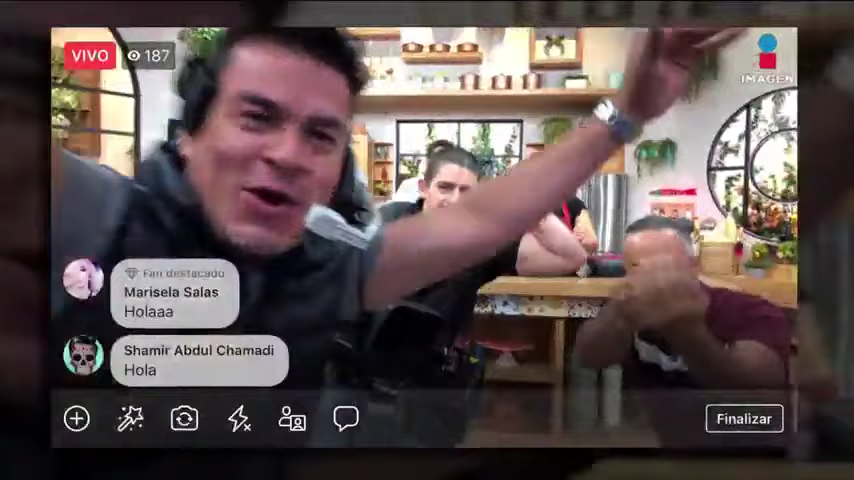 VIVO
187
IMAGEN
Fan destacado
Marisela Salas
Holaaa
Shamir Abdul Chamadi
Hola
Finalizar